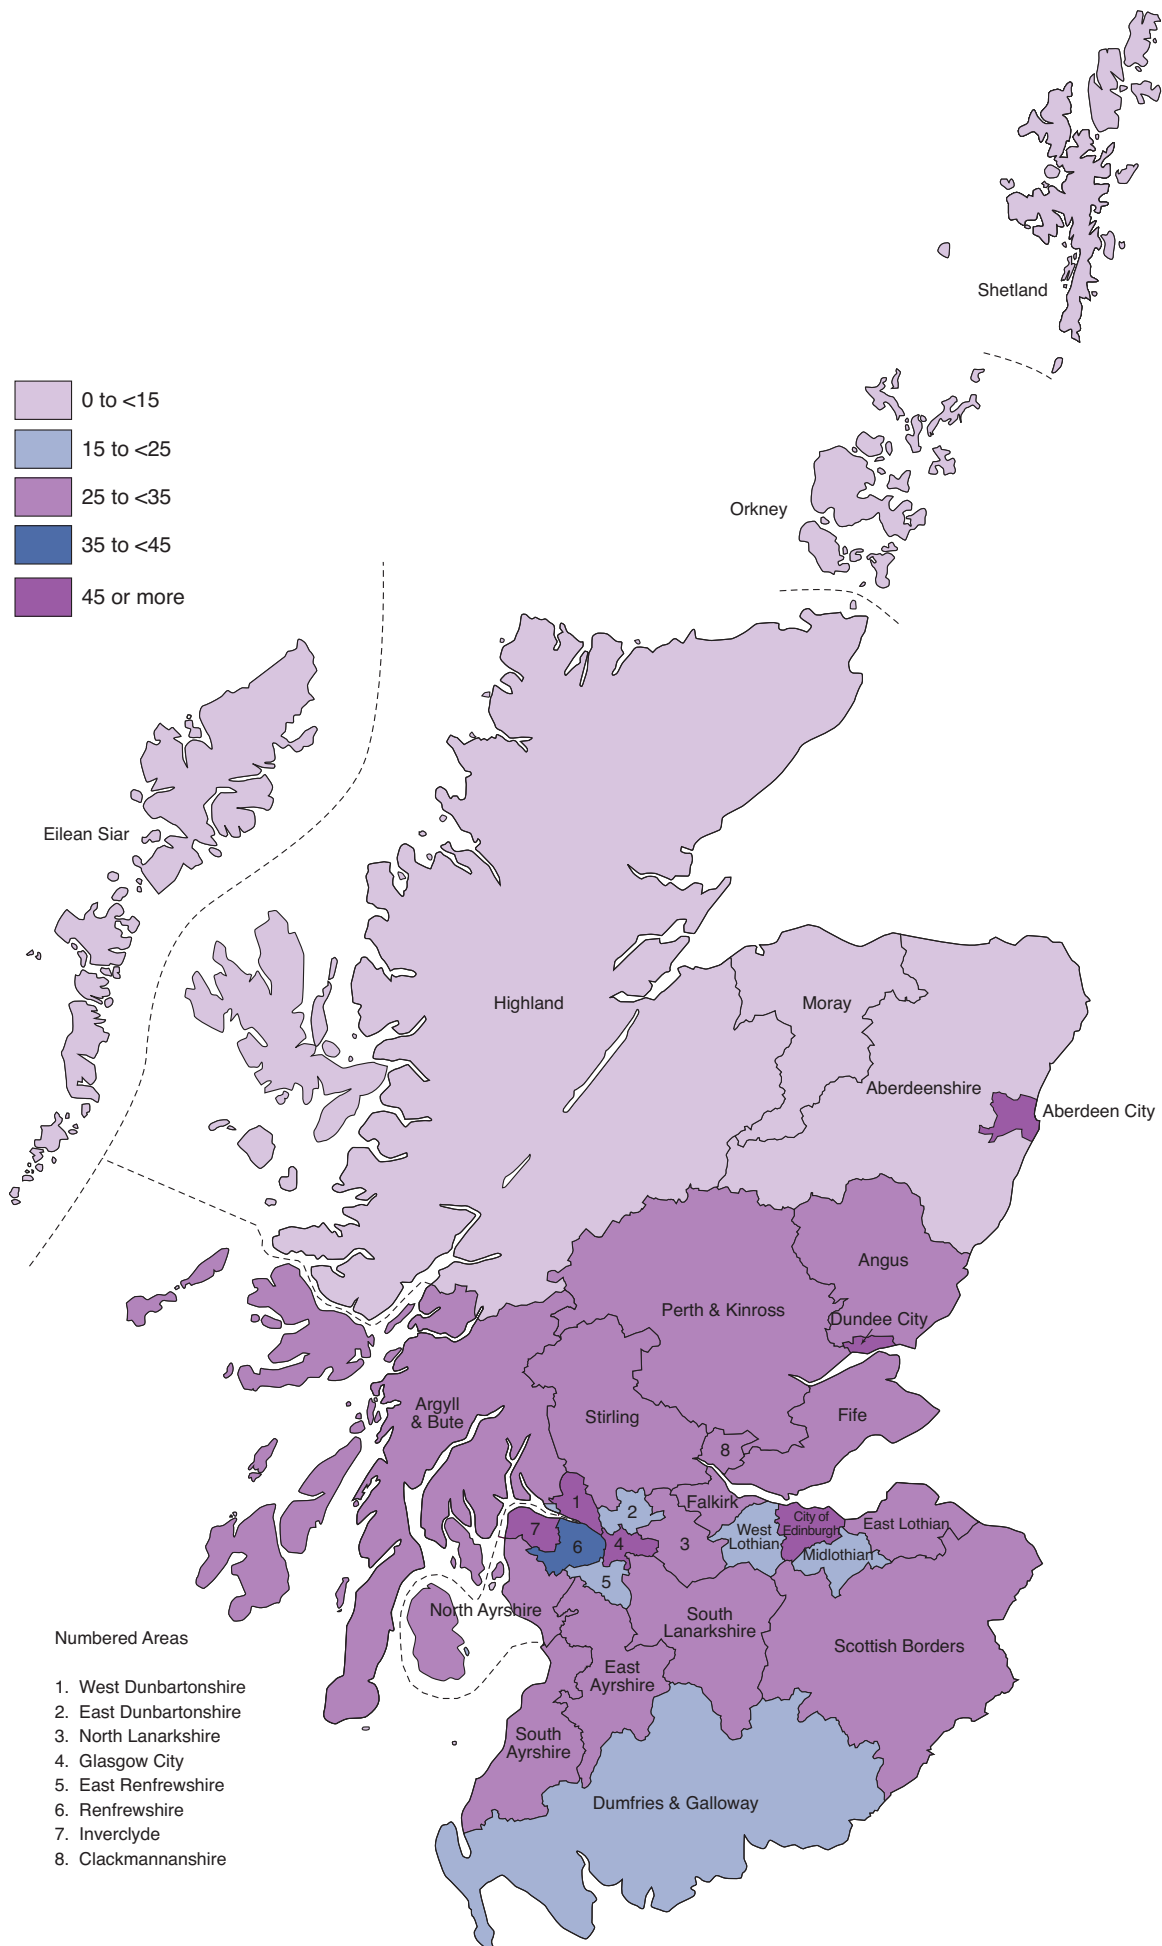 Shetland
0 to <15
15 to <25
25 to <35
35 to <45
45 or more
Orkney
Eilean Siar
Highland
Moray
Aberdeenshire
Aberdeen City
Angus
Perth & Kinross
Dundee City
Argyll
& Bute
Stirling
Fife
8
1
2
Falkirk
City of
Edinburgh
East Lothian
7
6
4
3
West
Lothian
Midlothian
5
North Ayrshire
South
Lanarkshire
Scottish Borders
East
Ayrshire
South
Ayrshire
Dumfries & Galloway
Numbered Areas
1. West Dunbartonshire
2. East Dunbartonshire
3. North Lanarkshire
4. Glasgow City
5. East Renfrewshire
6. Renfrewshire
7. Inverclyde
8. Clackmannanshire